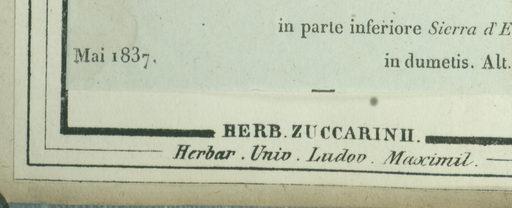 in parte inferiore Sierra d'E
Mai 1837.
in dumetis. Alt.
HERB. ZUCCARINII.
Herbar. Univ. Ludov. Maximil.